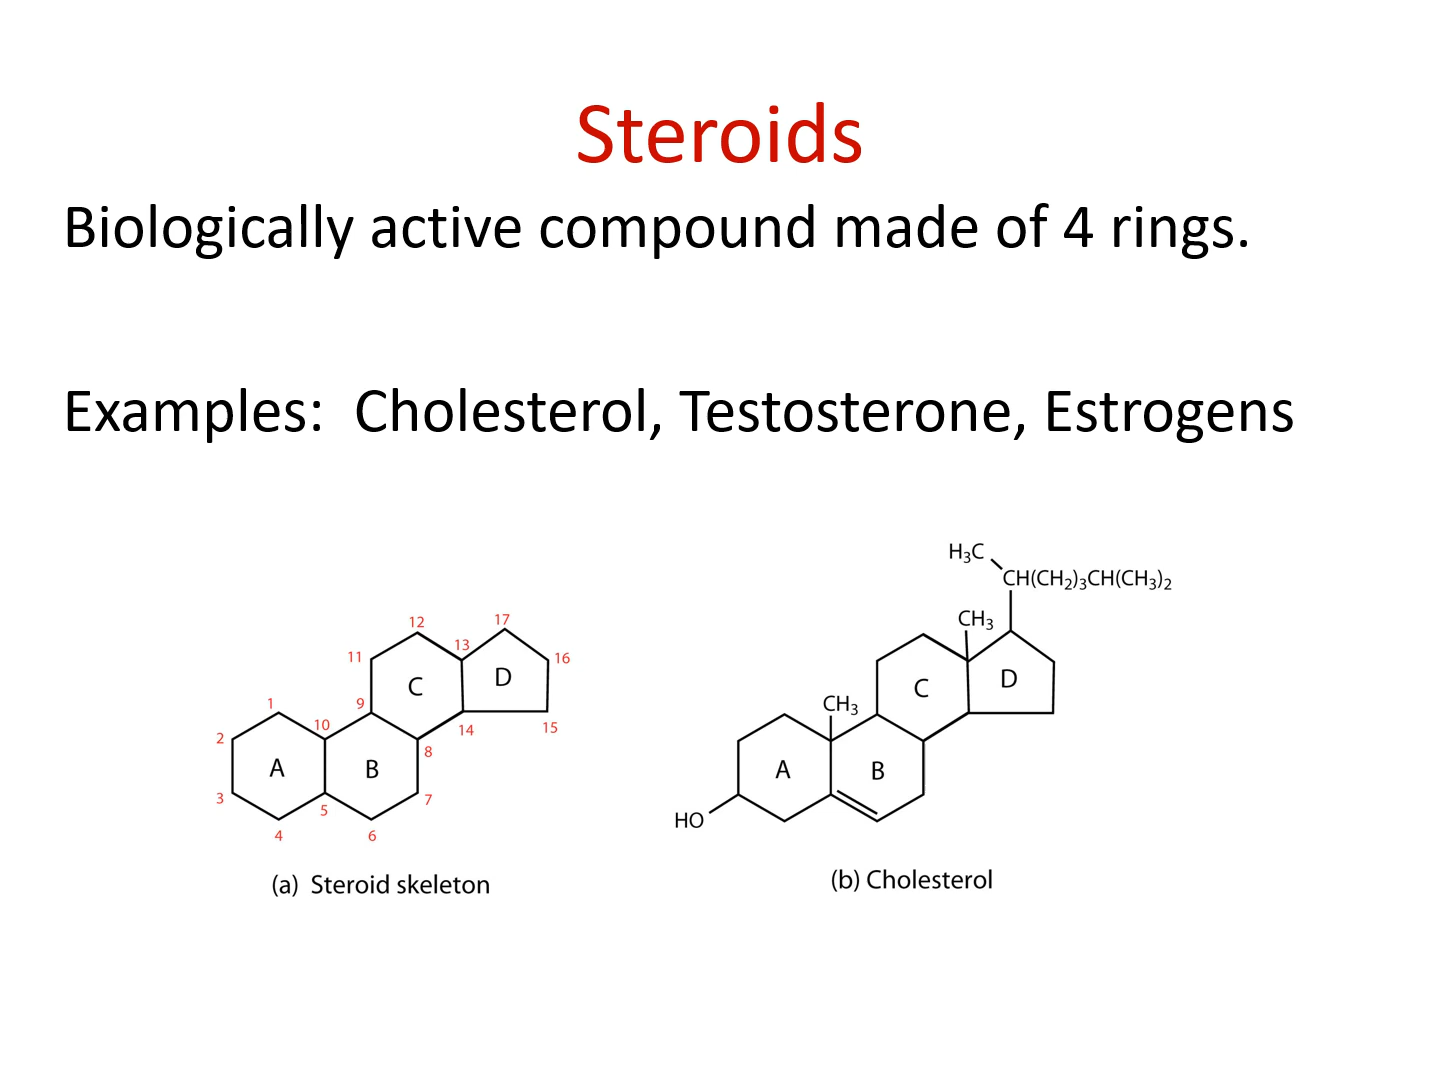 Steroids
Biologically active compound made of 4 rings.
Examples: Cholesterol, Testosterone, Estrogens
12
17
11
13
16
C
D
1
9
10
14
15
2
8
A
B
3
5
7
4
6
(a) Steroid skeleton
H₃C
CH(CH₂)₃CH(CH₃)₂
CH₃
C
D
CH₃
A
B
HO
(b) Cholesterol